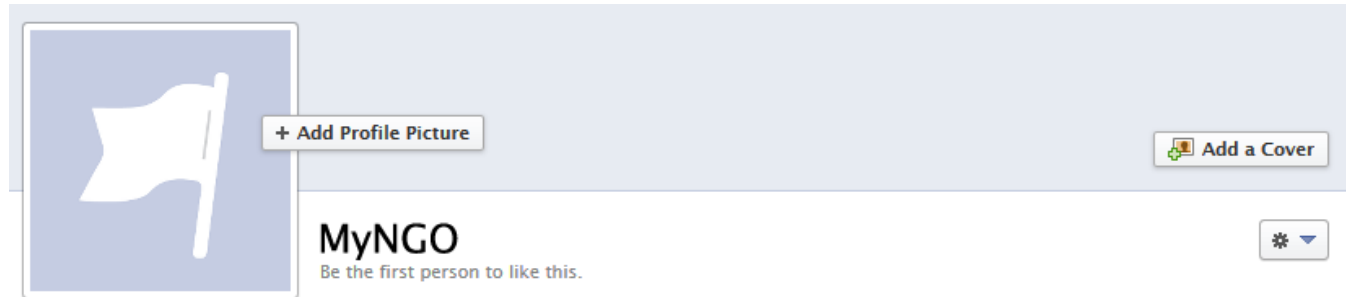 + Add Profile Picture
Add a Cover
MyNGO
Be the first person to like this.